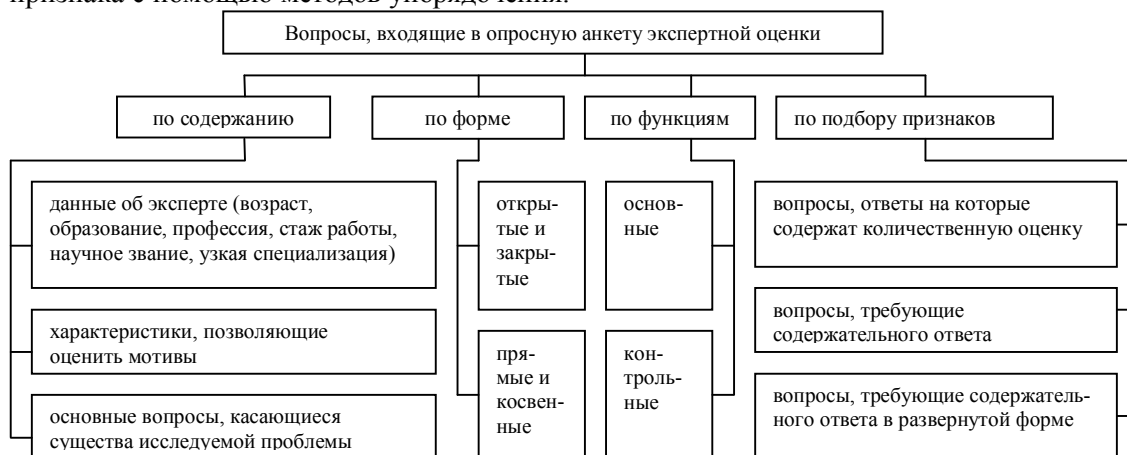 признака с помощью методов упорядочения.
Вопросы, входящие в опросную анкету экспертной оценки
по содержанию
по форме
по функциям
по подбору признаков
данные об эксперте (возраст,
образование, профессия, стаж работы,
научное звание, узкая специализация)
характеристики, позволяющие
оценить мотивы
основные вопросы, касающиеся
существа исследуемой проблемы
откры-
тые и
закры-
тые
пря-
мые и
косвен-
ные
основ-
ные
кон-
троль-
ные
вопросы, ответы на которые
содержат количественную оценку
вопросы, требующие
содержательного ответа
вопросы, требующие содержатель-
ного ответа в развернутой форме